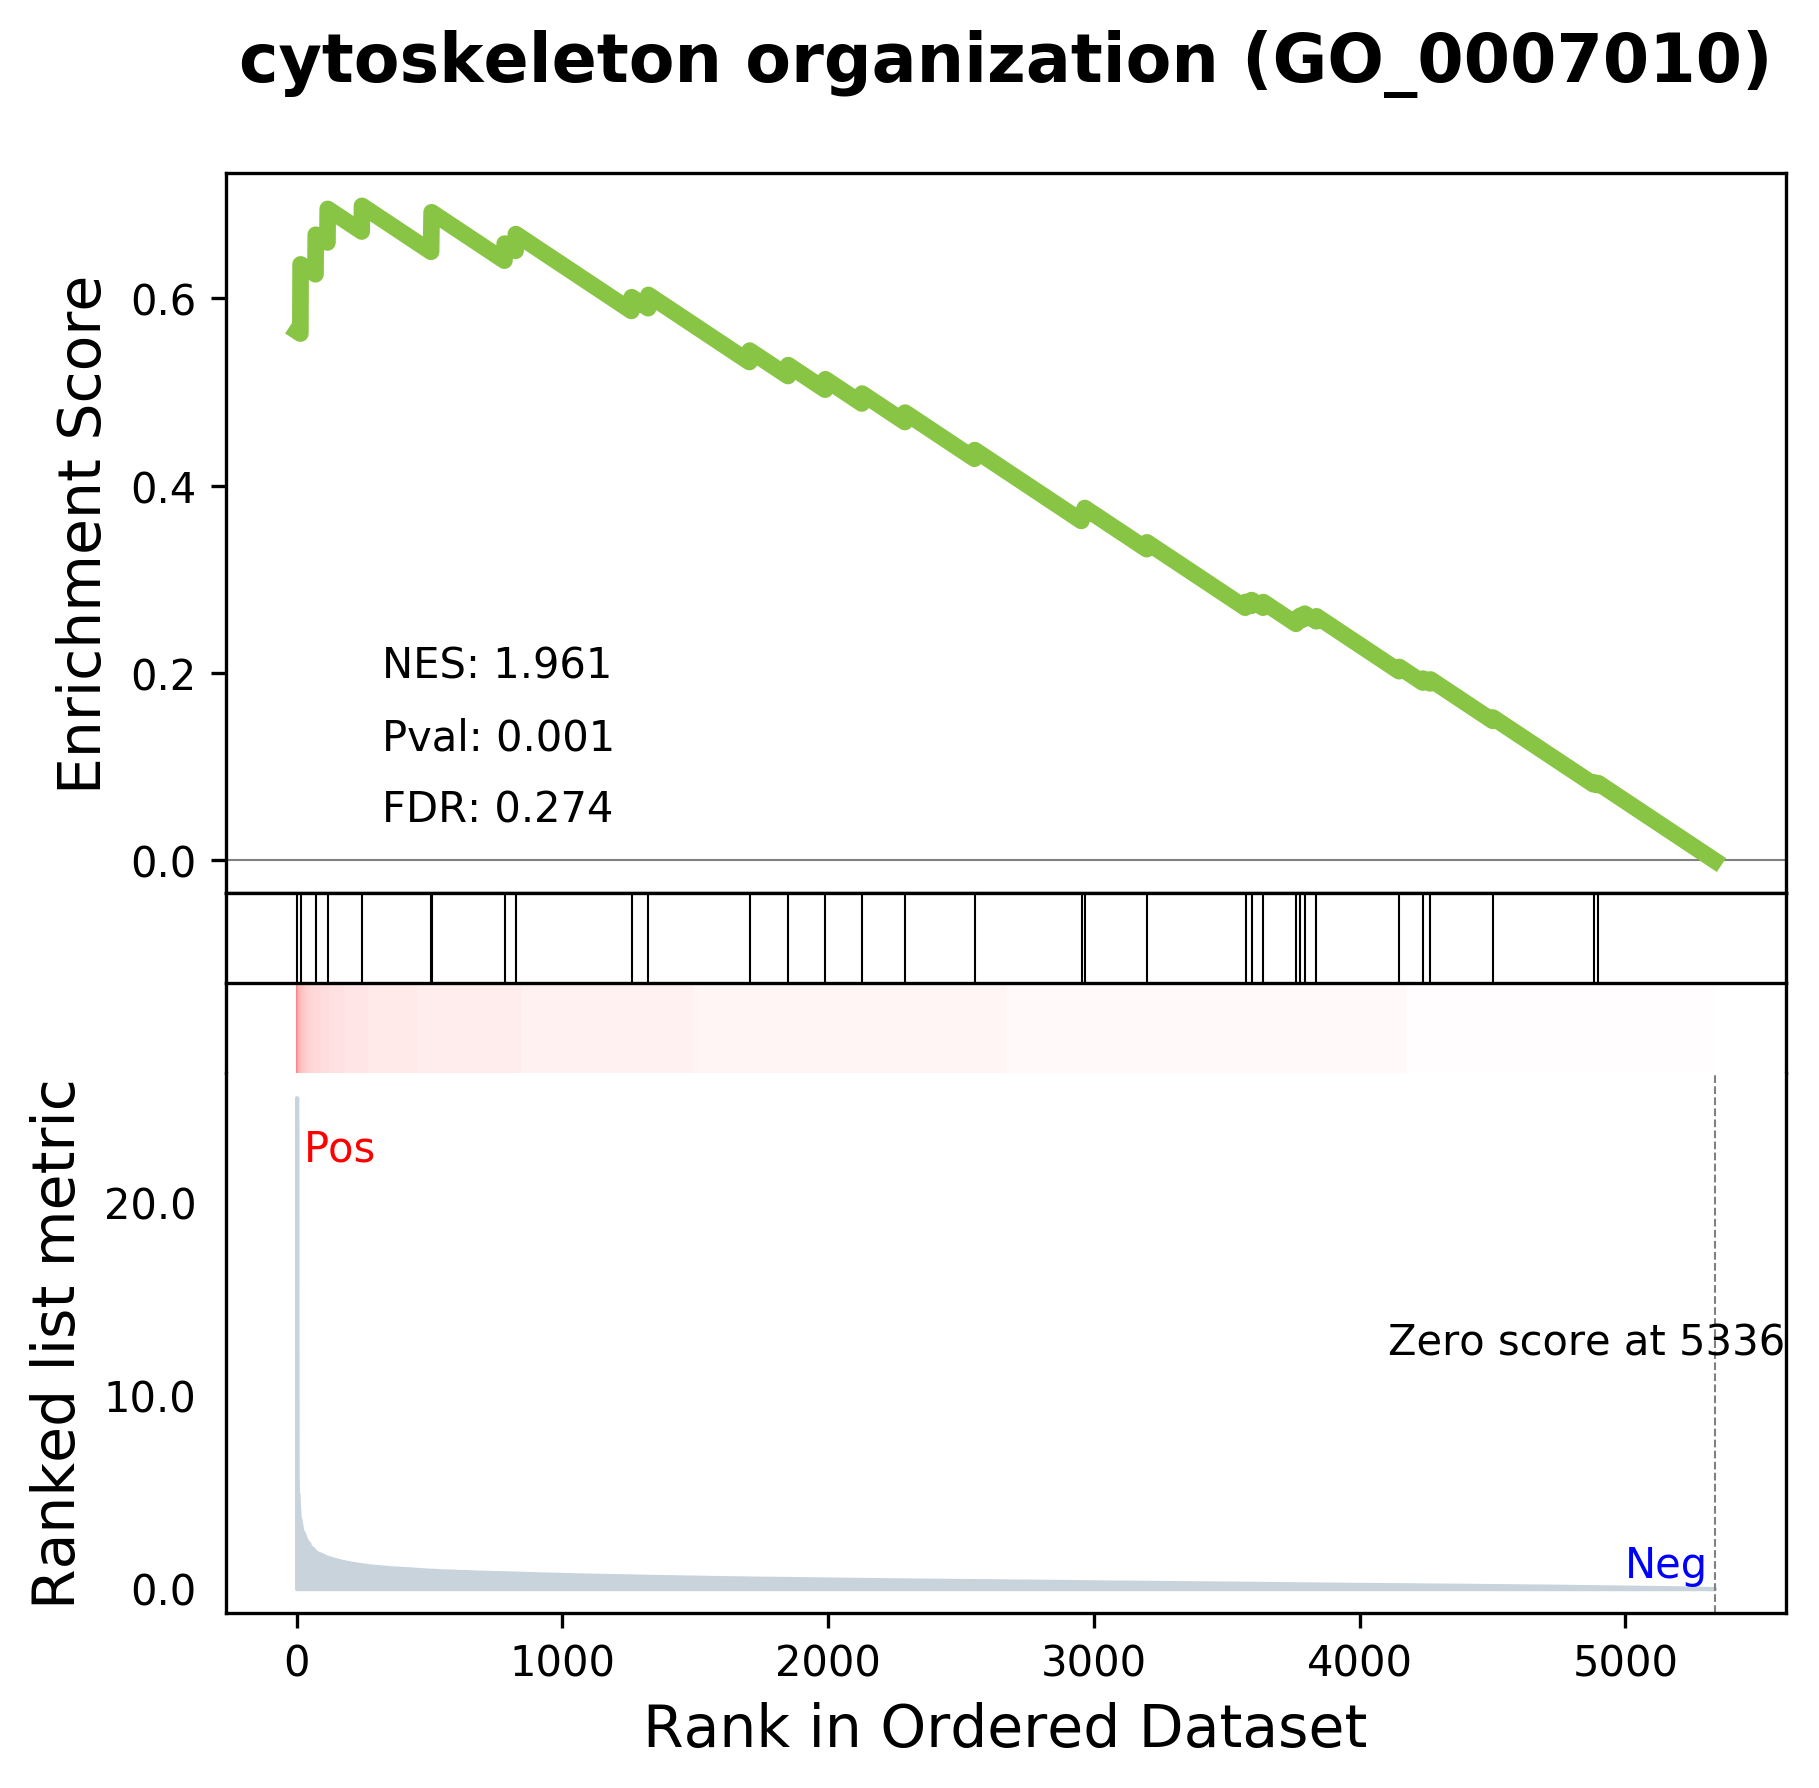 cytoskeleton organization (GO_0007010)
Enrichment Score
0.6
0.4
0.2
0.0
NES: 1.961
Pval: 0.001
FDR: 0.274
Ranked list metric
Pos
20.0
10.0
0.0
Zero score at 5336
Neg
0 1000 2000 3000 4000 5000
Rank in Ordered Dataset